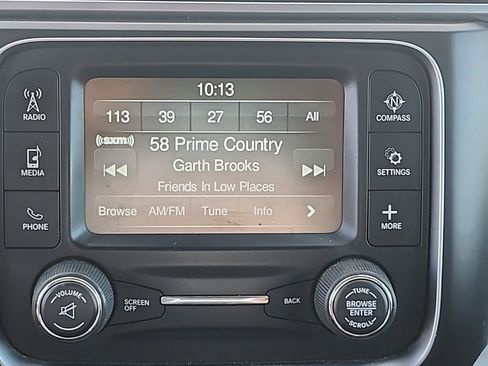 10:13
113 39 27 56 All
((sxm)) 58 Prime Country
Garth Brooks
Friends In Low Places
Browse AM/FM Tune Info
RADIO
MEDIA
PHONE
N
COMPASS
SETTINGS
MORE
VOLUME
SCREEN OFF
BACK
TUNE
BROWSE
ENTER
SCROLL